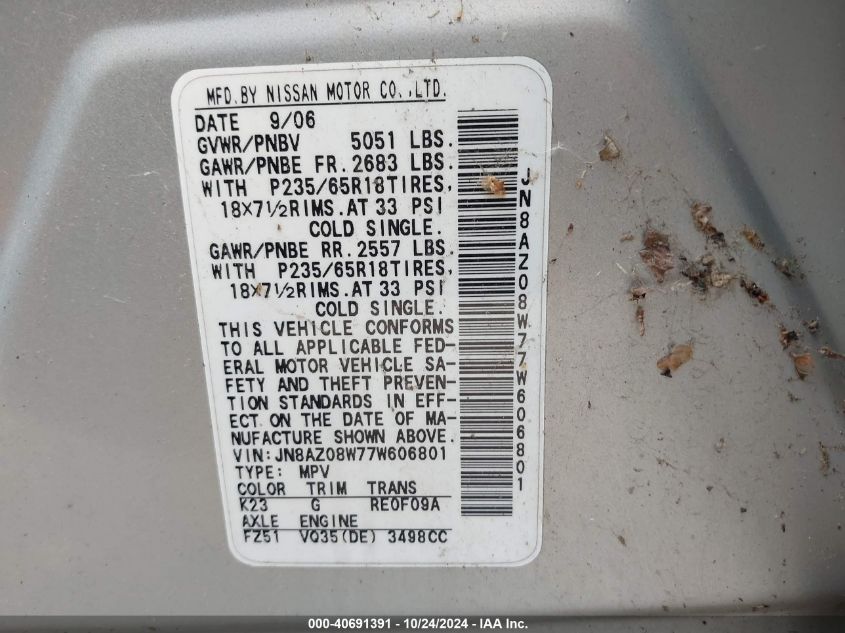 MFD.BY NISSAN MOTOR CO.,LTD.
DATE 9/06
GVWR/PNBV 5051 LBS.
GAWR/PNBE FR.2683 LBS.
WITH P235/65R18TIRES,
18×7½RIMS.AT 33 PSI
COLD SINGLE.
GAWR/PNBE RR.2557 LBS.
WITH P235/65R18TIRES,
18×7½RIMS.AT 33 PSI
COLD SINGLE.
THIS VEHICLE CONFORMS
TO ALL APPLICABLE FED-
ERAL MOTOR VEHICLE SA-
FETY AND THEFT PREVEN-
TION STANDARDS IN EFF-
ECT ON THE DATE OF MA-
NUFACTURE SHOWN ABOVE.
VIN:JN8AZ08W77W606801
TYPE: MPV
COLOR TRIM TRANS
K23 G RE0F09A
AXLE ENGINE
FZ51 VQ35(DE) 3498CC
JN8AZ08W77W606801
000-40691391 - 10/24/2024 - IAA Inc.